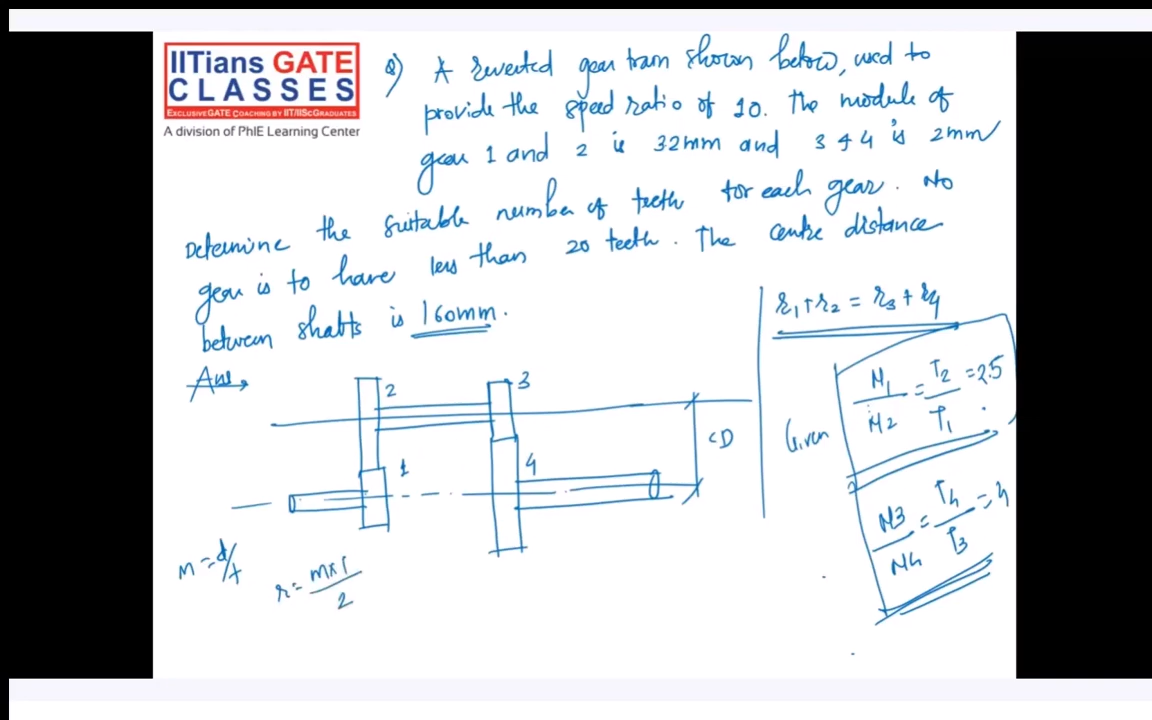 IITians GATE
CLASSES
EXCLUSIVE GATE COACHING BY IIT/IISC GRADUATES
A division of PhIE Learning Center
Q) A reverted gear train shown below, used to
provide the speed ratio of 10. The module of
gear 1 and 2 is 32mm and 3 & 4 is 2mm
Determine the suitable number of teeth for each gear. No
gear is to have less than 20 teeth. The centre distance
between shafts is 160mm.
Ans,
r1+r2 = r3+r4
Given
N1/N2 = T2/T1 = 2.5
N3/N4 = T4/T3 = 4
2
3
1
4
CD
m = d/T
r = m×T/2